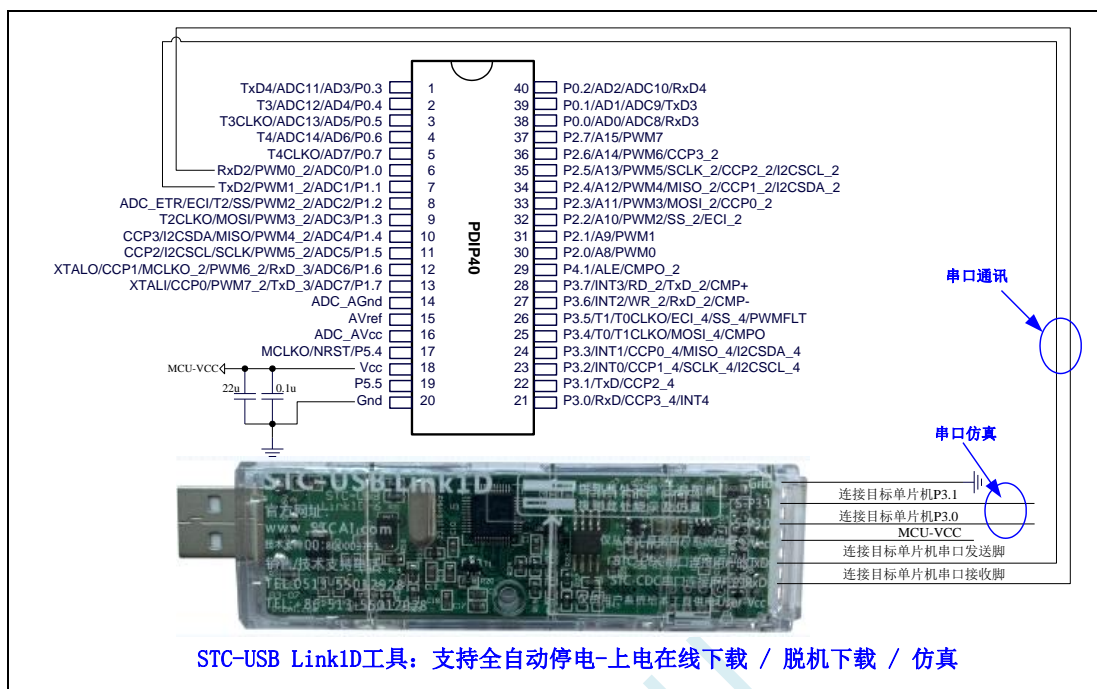 TxD4/ADC11/AD3/P0.3 1
T3/ADC12/AD4/P0.4 2
T3CLKO/ADC13/AD5/P0.5 3
T4/ADC14/AD6/P0.6 4
T4CLKO/AD7/P0.7 5
RxD2/PWM0_2/ADC0/P1.0 6
TxD2/PWM1_2/ADC1/P1.1 7
ADC_ETR/ECI/T2/SS/PWM2_2/ADC2/P1.2 8
T2CLKO/MOSI/PWM3_2/ADC3/P1.3 9
CCP3/I2CSDA/MISO/PWM4_2/ADC4/P1.4 10
CCP2/I2CSCL/SCLK/PWM5_2/ADC5/P1.5 11
XTALO/CCP1/MCLKO_2/PWM6_2/RxD_3/ADC6/P1.6 12
XTALI/CCP0/PWM7_2/TxD_3/ADC7/P1.7 13
ADC_AGnd 14
AVref 15
ADC_AVcc 16
MCLKO/NRST/P5.4 17
Vcc 18
P5.5 19
Gnd 20
PDIP40
40 P0.2/AD2/ADC10/RxD4
39 P0.1/AD1/ADC9/TxD3
38 P0.0/AD0/ADC8/RxD3
37 P2.7/A15/PWM7
36 P2.6/A14/PWM6/CCP3_2
35 P2.5/A13/PWM5/SCLK_2/CCP2_2/I2CSCL_2
34 P2.4/A12/PWM4/MISO_2/CCP1_2/I2CSDA_2
33 P2.3/A11/PWM3/MOSI_2/CCP0_2
32 P2.2/A10/PWM2/SS_2/ECI_2
31 P2.1/A9/PWM1
30 P2.0/A8/PWM0
29 P4.1/ALE/CMPO_2
28 P3.7/INT3/RD_2/TxD_2/CMP+
27 P3.6/INT2/WR_2/RxD_2/CMP-
26 P3.5/T1/T0CLKO/ECI_4/SS_4/PWMFLT
25 P3.4/T0/T1CLKO/MOSI_4/CMPO
24 P3.3/INT1/CCP0_4/MISO_4/I2CSDA_4
23 P3.2/INT0/CCP1_4/SCLK_4/I2CSCL_4
22 P3.1/TxD/CCP2_4
21 P3.0/RxD/CCP3_4/INT4
MCU-VCC
22u
0.1u
串口通讯
串口仿真
连接目标单片机P3.1
连接目标单片机P3.0
MCU-VCC
连接目标单片机串口发送脚
连接目标单片机串口接收脚
STC-USB Link1D
官方网址:
www.STCAI.com
Gnd
STC-USB Link1D工具: 支持全自动停电-上电在线下载 / 脱机下载 / 仿真